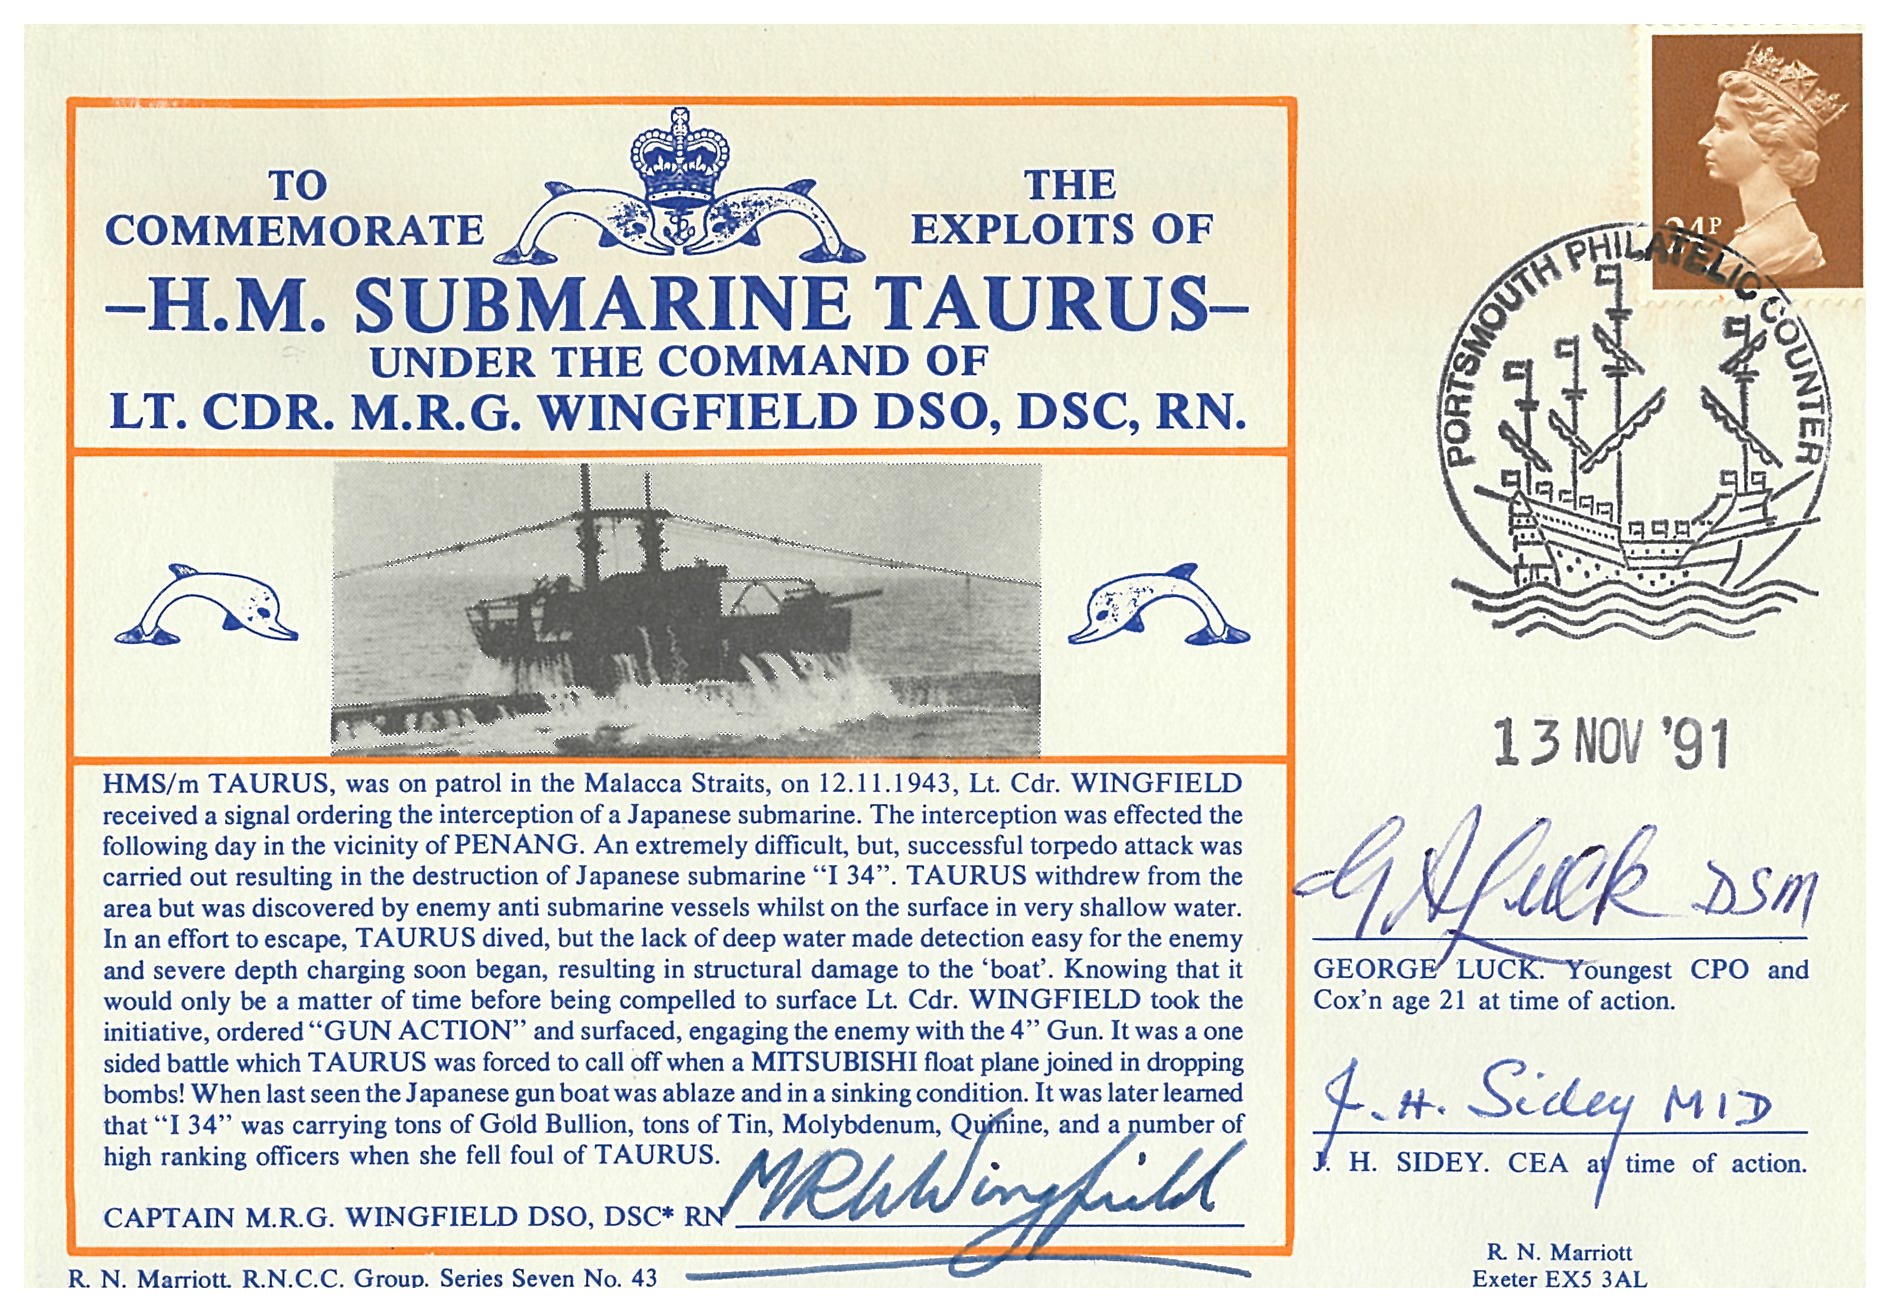 TO
COMMEMORATE
THE
EXPLOITS OF
–H.M. SUBMARINE TAURUS–
UNDER THE COMMAND OF
LT. CDR. M.R.G. WINGFIELD DSO, DSC, RN.
24P
PORTSMOUTH PHILATELIC COUNTER
13 NOV '91
HMS/m TAURUS, was on patrol in the Malacca Straits, on 12.11.1943, Lt. Cdr. WINGFIELD
received a signal ordering the interception of a Japanese submarine. The interception was effected the
following day in the vicinity of PENANG. An extremely difficult, but, successful torpedo attack was
carried out resulting in the destruction of Japanese submarine “I 34”. TAURUS withdrew from the
area but was discovered by enemy anti submarine vessels whilst on the surface in very shallow water.
In an effort to escape, TAURUS dived, but the lack of deep water made detection easy for the enemy
and severe depth charging soon began, resulting in structural damage to the ‘boat’. Knowing that it
would only be a matter of time before being compelled to surface Lt. Cdr. WINGFIELD took the
initiative, ordered “GUN ACTION” and surfaced, engaging the enemy with the 4” Gun. It was a one
sided battle which TAURUS was forced to call off when a MITSUBISHI float plane joined in dropping
bombs! When last seen the Japanese gun boat was ablaze and in a sinking condition. It was later learned
that “I 34” was carrying tons of Gold Bullion, tons of Tin, Molybdenum, Quinine, and a number of
high ranking officers when she fell foul of TAURUS.
CAPTAIN M.R.G. WINGFIELD DSO, DSC* RN
MRG Wingfield
G A Luck DSM
GEORGE LUCK. Youngest CPO and
Cox'n age 21 at time of action.
J. H. Sidey MID
J. H. SIDEY. CEA at time of action.
R. N. Marriott. R.N.C.C. Group. Series Seven No. 43
R. N. Marriott
Exeter EX5 3AL